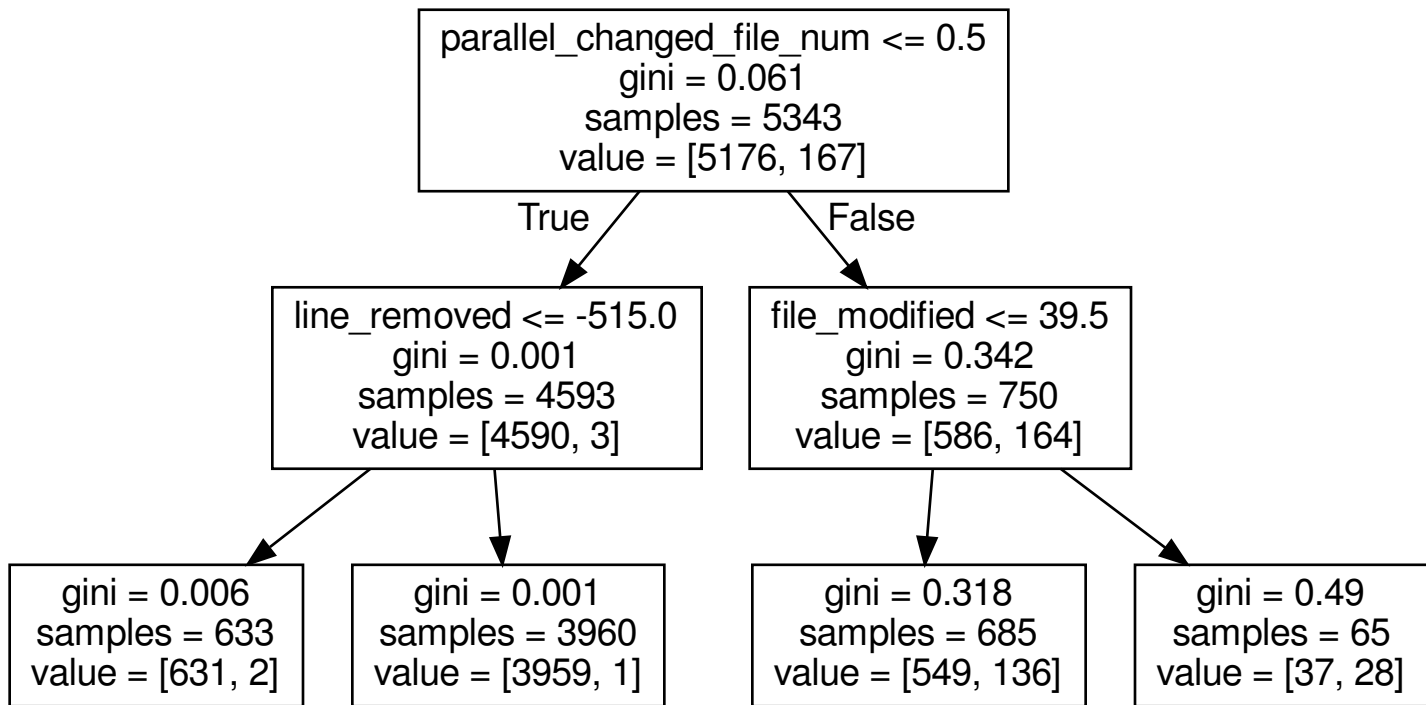 parallel_changed_file_num <= 0.5
gini = 0.061
samples = 5343
value = [5176, 167]
True
False
line_removed <= -515.0
gini = 0.001
samples = 4593
value = [4590, 3]
file_modified <= 39.5
gini = 0.342
samples = 750
value = [586, 164]
gini = 0.006
samples = 633
value = [631, 2]
gini = 0.001
samples = 3960
value = [3959, 1]
gini = 0.318
samples = 685
value = [549, 136]
gini = 0.49
samples = 65
value = [37, 28]